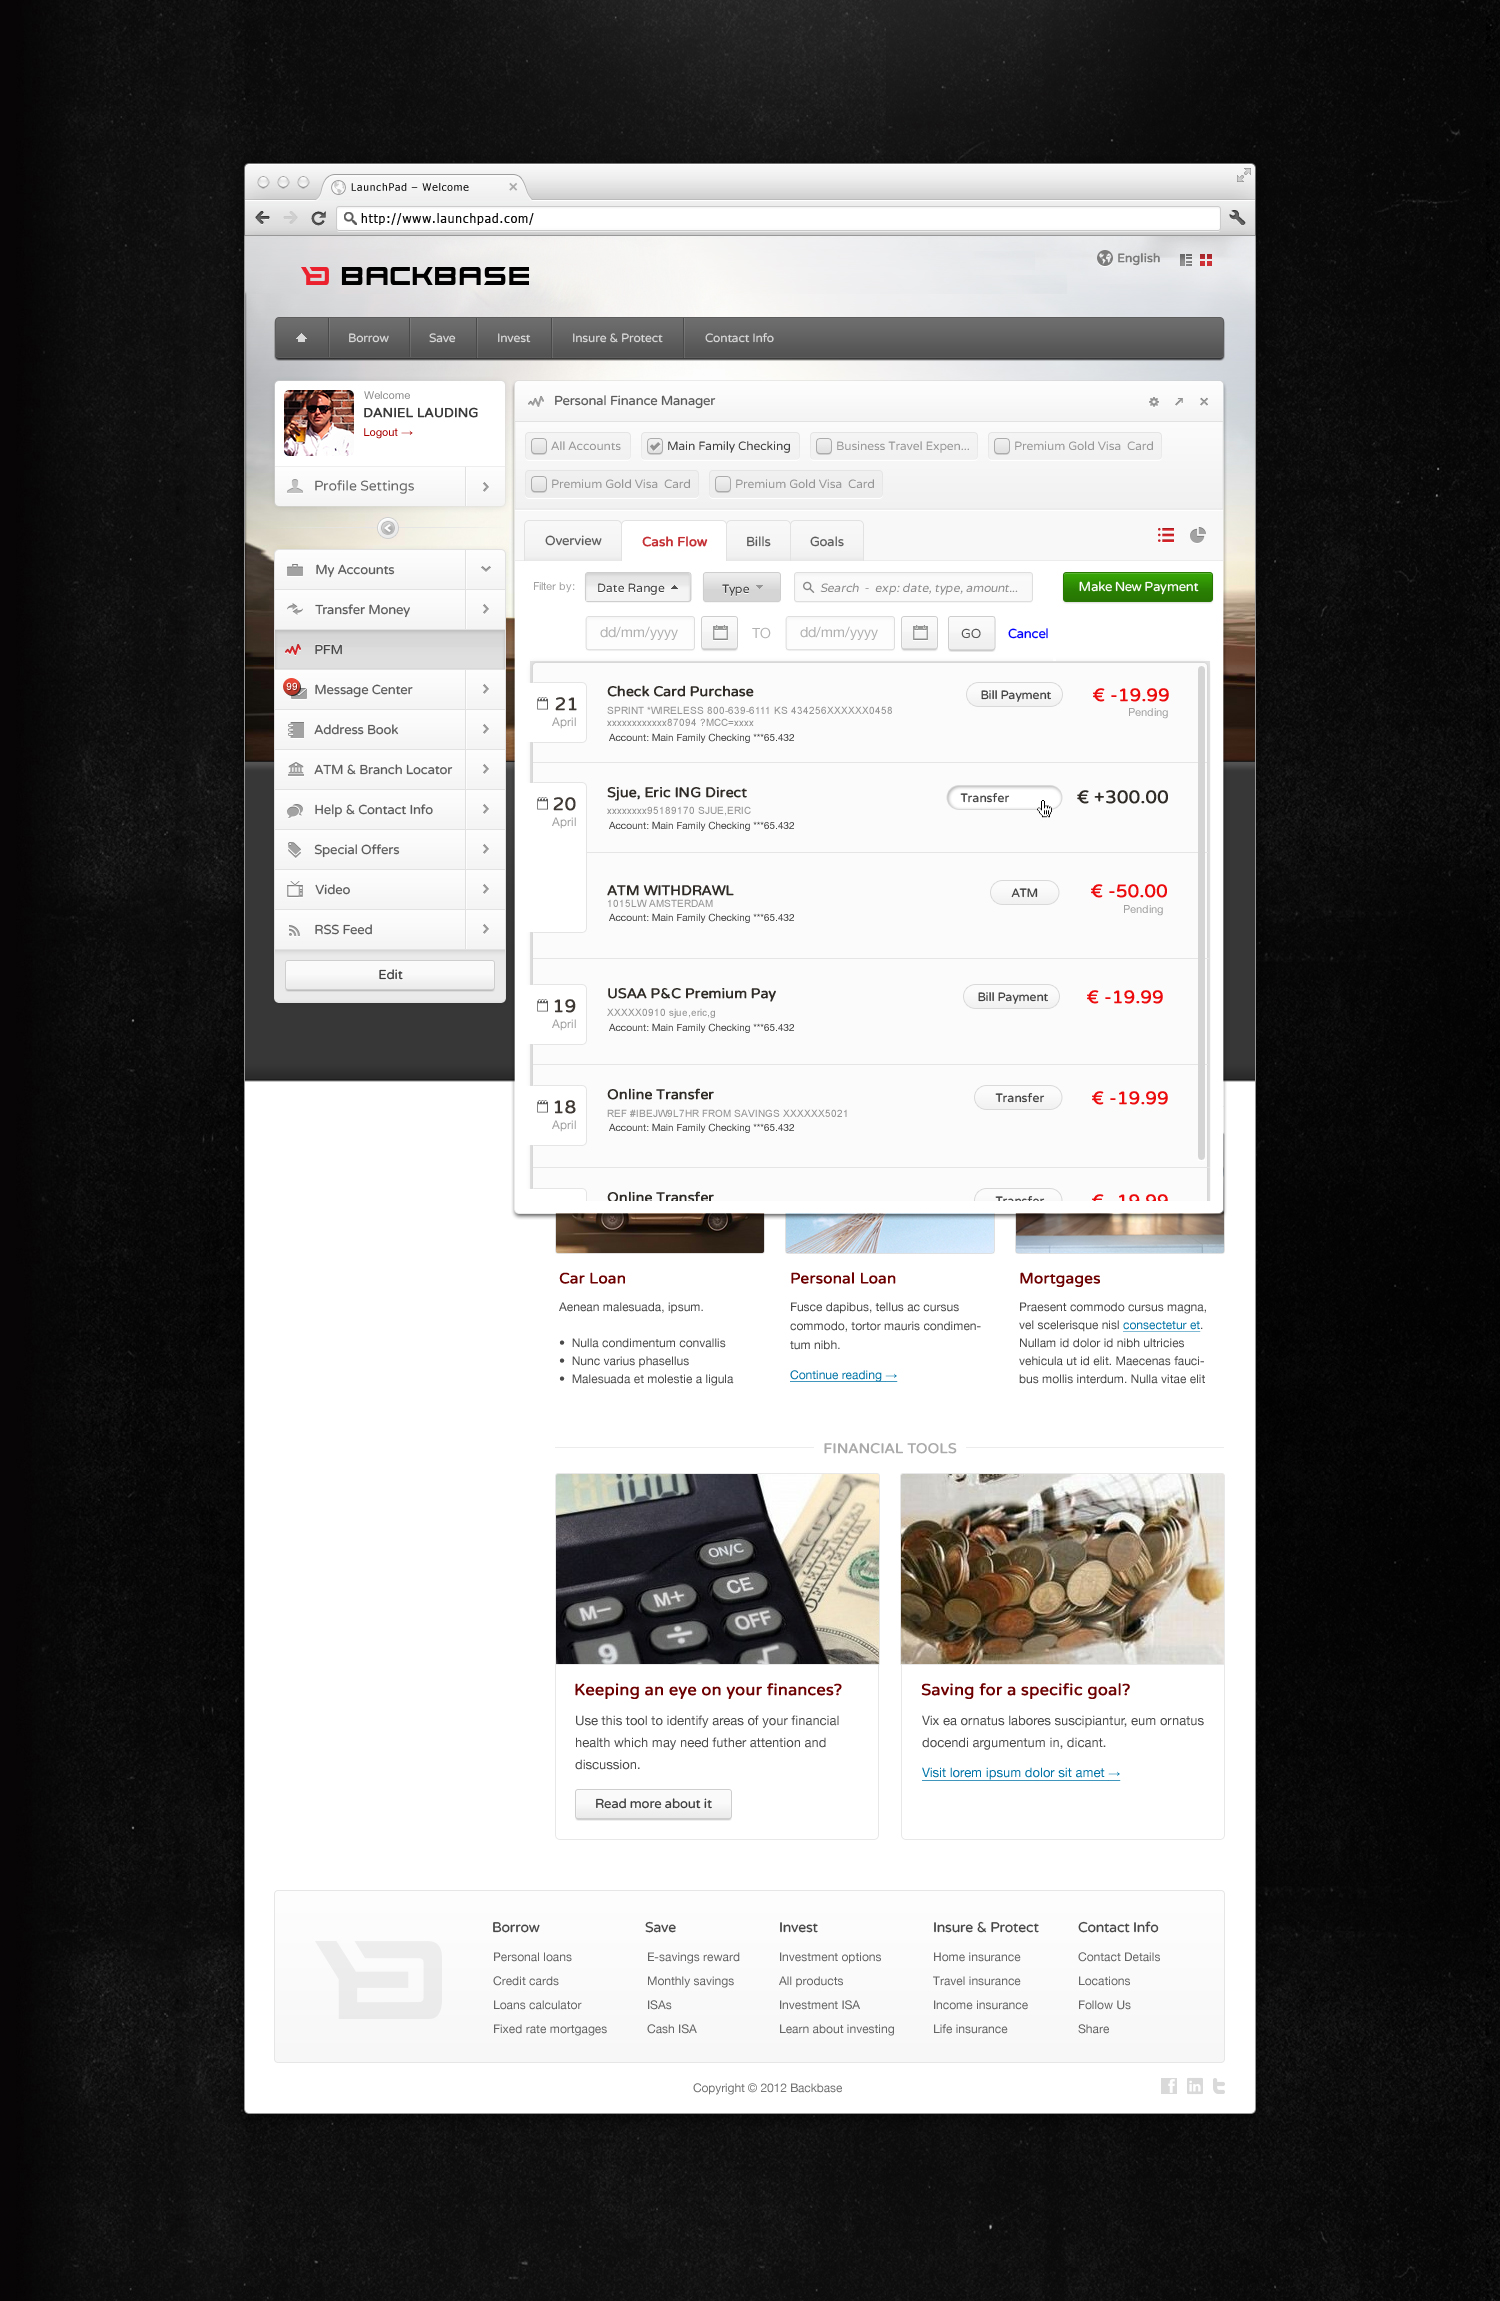 LaunchPad – Welcome
http://www.launchpad.com/
BACKBASE
English
Borrow
Save
Invest
Insure & Protect
Contact Info
Welcome
DANIEL LAUDING
Logout →
Profile Settings
My Accounts
Transfer Money
PFM
99
Message Center
Address Book
ATM & Branch Locator
Help & Contact Info
Special Offers
Video
RSS Feed
Edit
Personal Finance Manager
All Accounts
Main Family Checking
Business Travel Expen...
Premium Gold Visa Card
Premium Gold Visa Card
Premium Gold Visa Card
Overview
Cash Flow
Bills
Goals
Filter by:
Date Range
Type
Search - exp: date, type, amount...
Make New Payment
dd/mm/yyyy
TO
dd/mm/yyyy
GO
Cancel
21
April
Check Card Purchase
SPRINT *WIRELESS 800-639-6111 KS 434256XXXXXX0458
xxxxxxxxxxxx87094 ?MCC=xxxx
Account: Main Family Checking ***65.432
Bill Payment
€ -19.99
Pending
20
April
Sjue, Eric ING Direct
xxxxxxxx95189170 SJUE,ERIC
Account: Main Family Checking ***65.432
Transfer
€ +300.00
ATM WITHDRAWL
1015LW AMSTERDAM
Account: Main Family Checking ***65.432
ATM
€ -50.00
Pending
19
April
USAA P&C Premium Pay
XXXXX0910 sjue,eric,g
Account: Main Family Checking ***65.432
Bill Payment
€ -19.99
18
April
Online Transfer
REF #IBEJW9L7HR FROM SAVINGS XXXXXX5021
Account: Main Family Checking ***65.432
Transfer
€ -19.99
Online Transfer
Transfer
€ -19.99
Car Loan
Aenean malesuada, ipsum.
• Nulla condimentum convallis
• Nunc varius phasellus
• Malesuada et molestie a ligula
Personal Loan
Fusce dapibus, tellus ac cursus
commodo, tortor mauris condimen-
tum nibh.
Continue reading →
Mortgages
Praesent commodo cursus magna,
vel scelerisque nisl consectetur et.
Nullam id dolor id nibh ultricies
vehicula ut id elit. Maecenas fauci-
bus mollis interdum. Nulla vitae elit
FINANCIAL TOOLS
100
ON/C
M– M+ CE
9 ÷ OFF
√
Keeping an eye on your finances?
Use this tool to identify areas of your financial
health which may need futher attention and
discussion.
Read more about it
Saving for a specific goal?
Vix ea ornatus labores suscipiantur, eum ornatus
docendi argumentum in, dicant.
Visit lorem ipsum dolor sit amet →
Borrow
Personal loans
Credit cards
Loans calculator
Fixed rate mortgages
Save
E-savings reward
Monthly savings
ISAs
Cash ISA
Invest
Investment options
All products
Investment ISA
Learn about investing
Insure & Protect
Home insurance
Travel insurance
Income insurance
Life insurance
Contact Info
Contact Details
Locations
Follow Us
Share
Copyright © 2012 Backbase